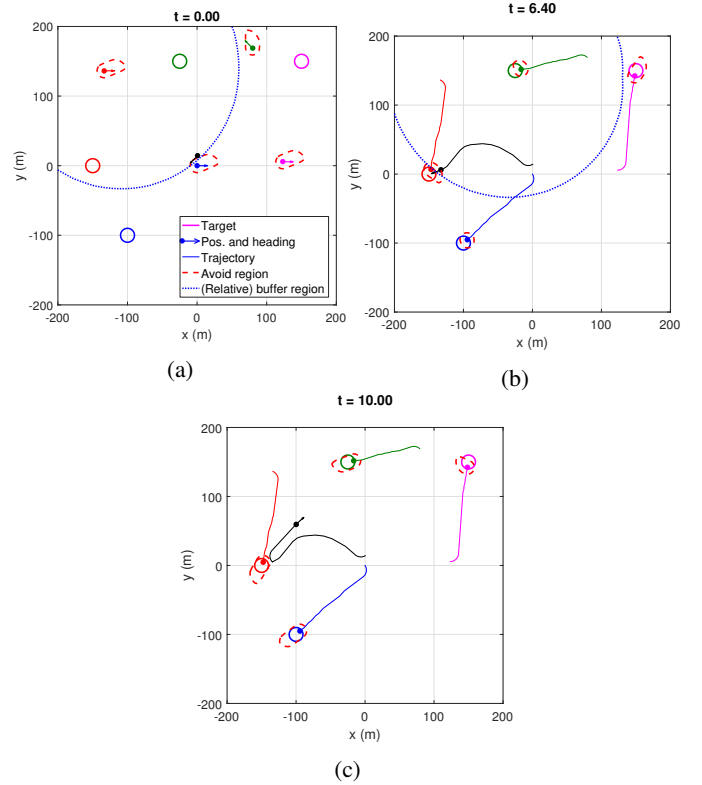 t = 0.00
200
100
0
-100
-200
y (m)
-100
0
100
200
x (m)
Target
Pos. and heading
Trajectory
Avoid region
(Relative) buffer region
(a)
t = 6.40
200
100
0
-100
-200
y (m)
-200
-100
0
100
200
x (m)
(b)
t = 10.00
200
100
0
-100
-200
y (m)
-200
-100
0
100
200
x (m)
(c)